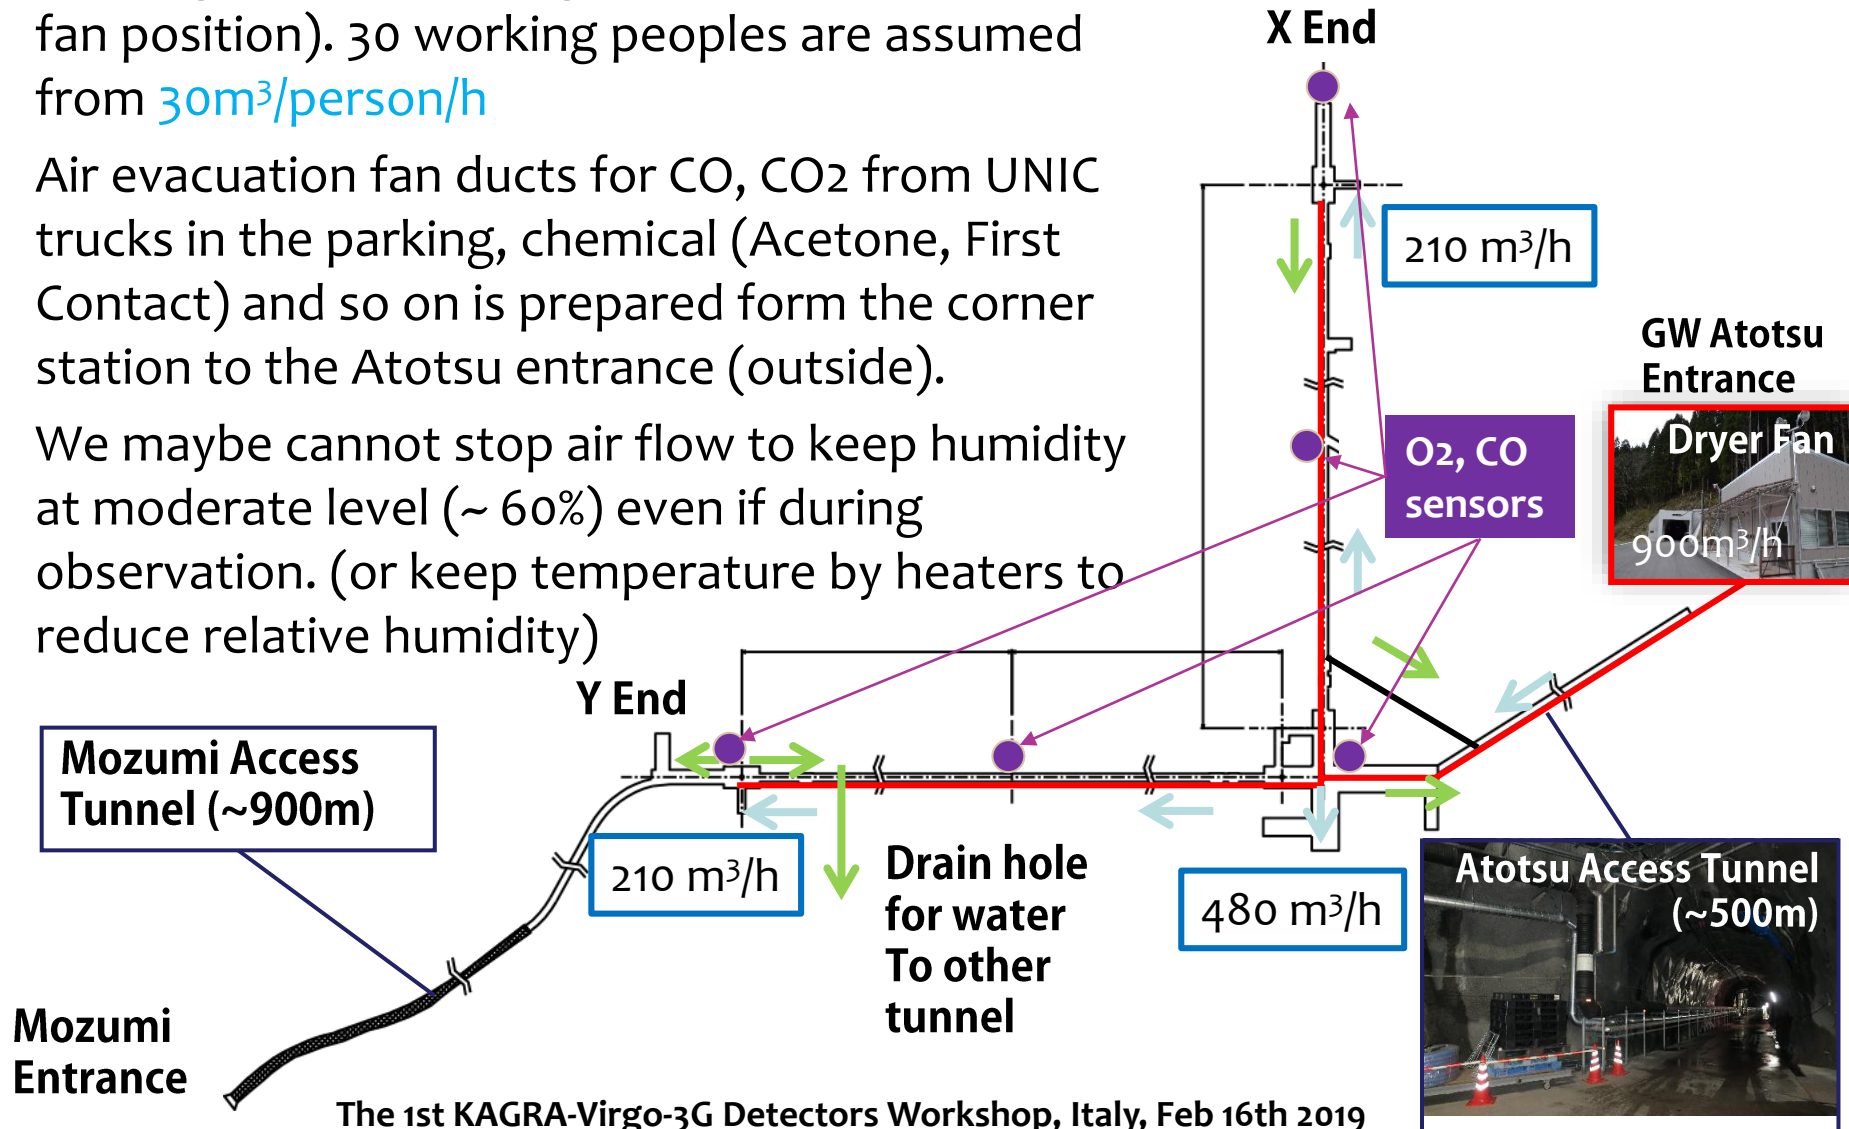 fan position). 30 working peoples are assumed
from 30m³/person/h
Air evacuation fan ducts for CO, CO2 from UNIC
trucks in the parking, chemical (Acetone, First
Contact) and so on is prepared form the corner
station to the Atotsu entrance (outside).
We maybe cannot stop air flow to keep humidity
at moderate level (~ 60%) even if during
observation. (or keep temperature by heaters to
reduce relative humidity)
X End
210 m³/h
GW Atotsu
Entrance
Dryer Fan
900m³/h
O2, CO
sensors
Y End
Mozumi Access
Tunnel (~900m)
210 m³/h
Drain hole
for water
To other
tunnel
480 m³/h
Atotsu Access Tunnel
(~500m)
Mozumi
Entrance
The 1st KAGRA-Virgo-3G Detectors Workshop, Italy, Feb 16th 2019